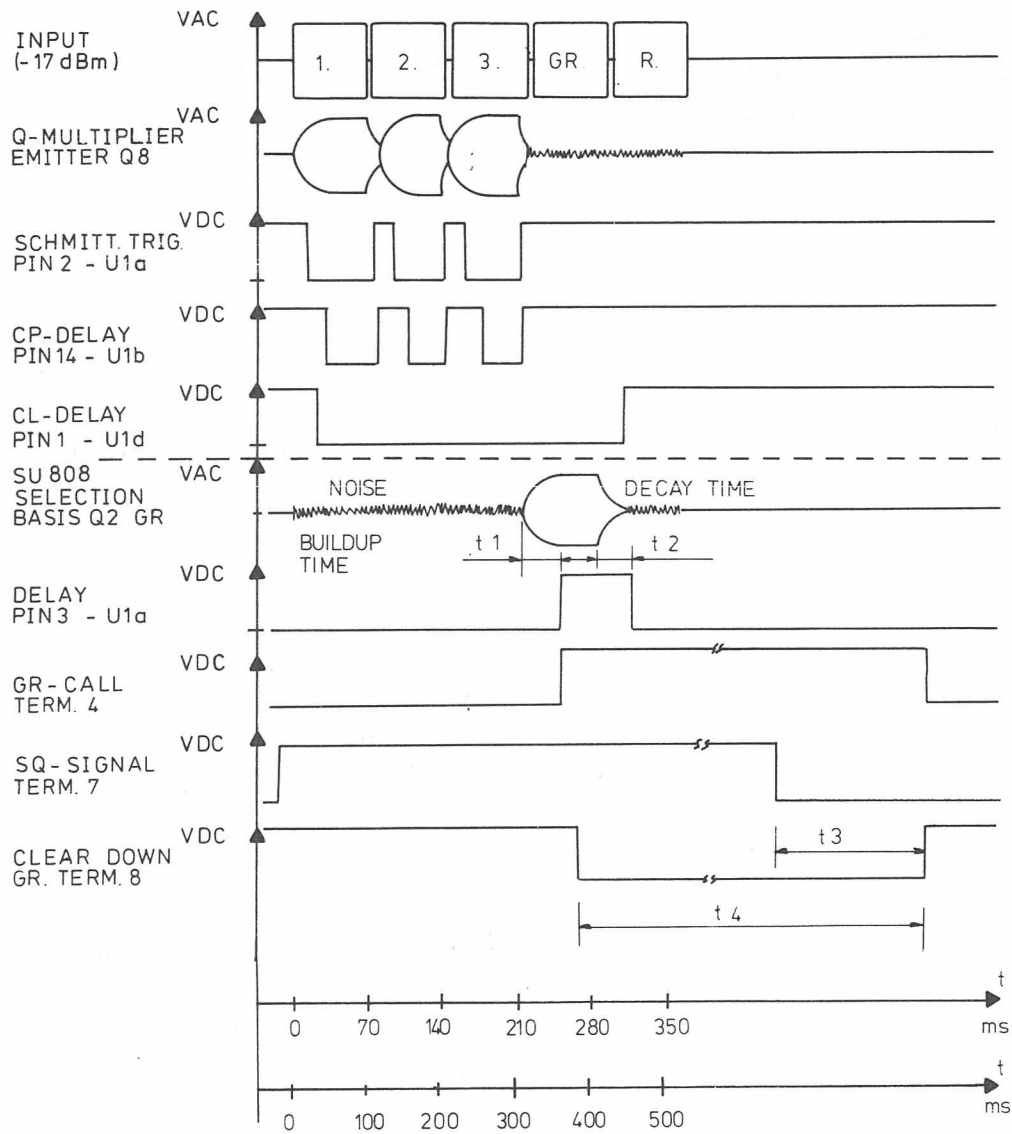 INPUT
(-17 dBm)
VAC
1.
2.
3.
GR.
R.
Q-MULTIPLIER
EMITTER Q8
VAC
SCHMITT. TRIG.
PIN 2 - U1a
VDC
CP-DELAY
PIN 14 - U1b
VDC
CL-DELAY
PIN 1 - U1d
VDC
SU 808
SELECTION
BASIS Q2 GR
VAC
NOISE
DECAY TIME
BUILDUP
TIME
t 1
t 2
DELAY
PIN 3 - U1a
VDC
GR-CALL
TERM. 4
VDC
SQ-SIGNAL
TERM. 7
VDC
CLEAR DOWN
GR. TERM. 8
VDC
t 3
t 4
t
0 70 140 210 280 350 ms
t
0 100 200 300 400 500 ms